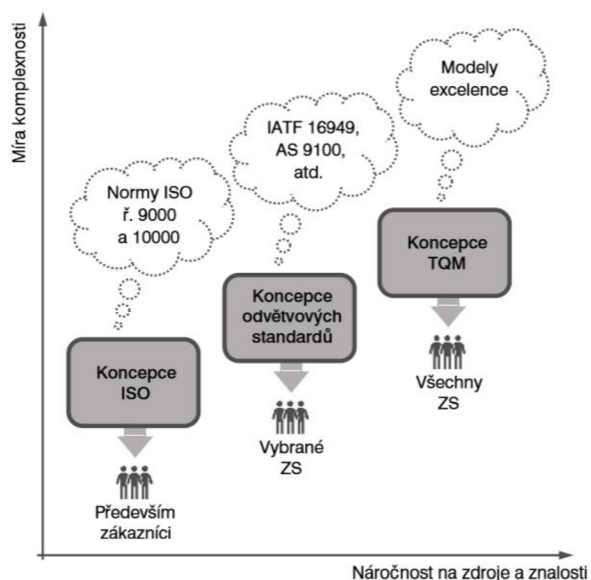 Míra komplexnosti
Modely
excelence
IATF 16949,
AS 9100,
atd.
Normy ISO
ř. 9000
a 10000
Koncepce
TQM
Koncepce
odvětvových
standardů
Koncepce
ISO
Všechny
ZS
Vybrané
ZS
Především
zákazníci
Náročnost na zdroje a znalosti